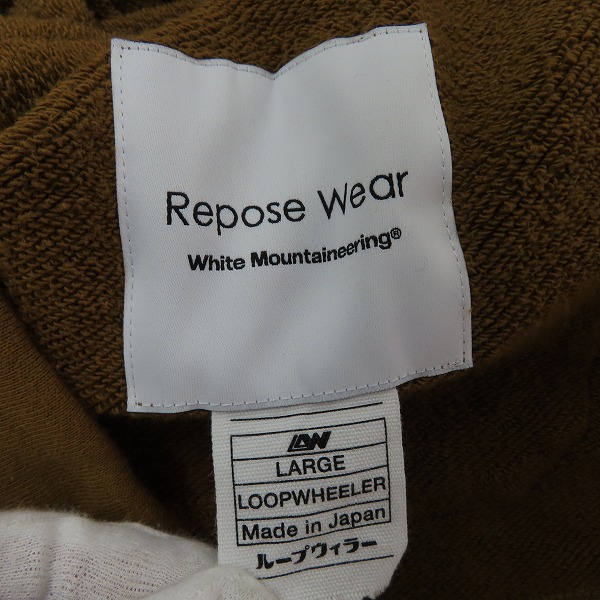 Repose Wear
White Mountaineering®
LW
LARGE
LOOPWHEELER
Made in Japan
ループウィラー